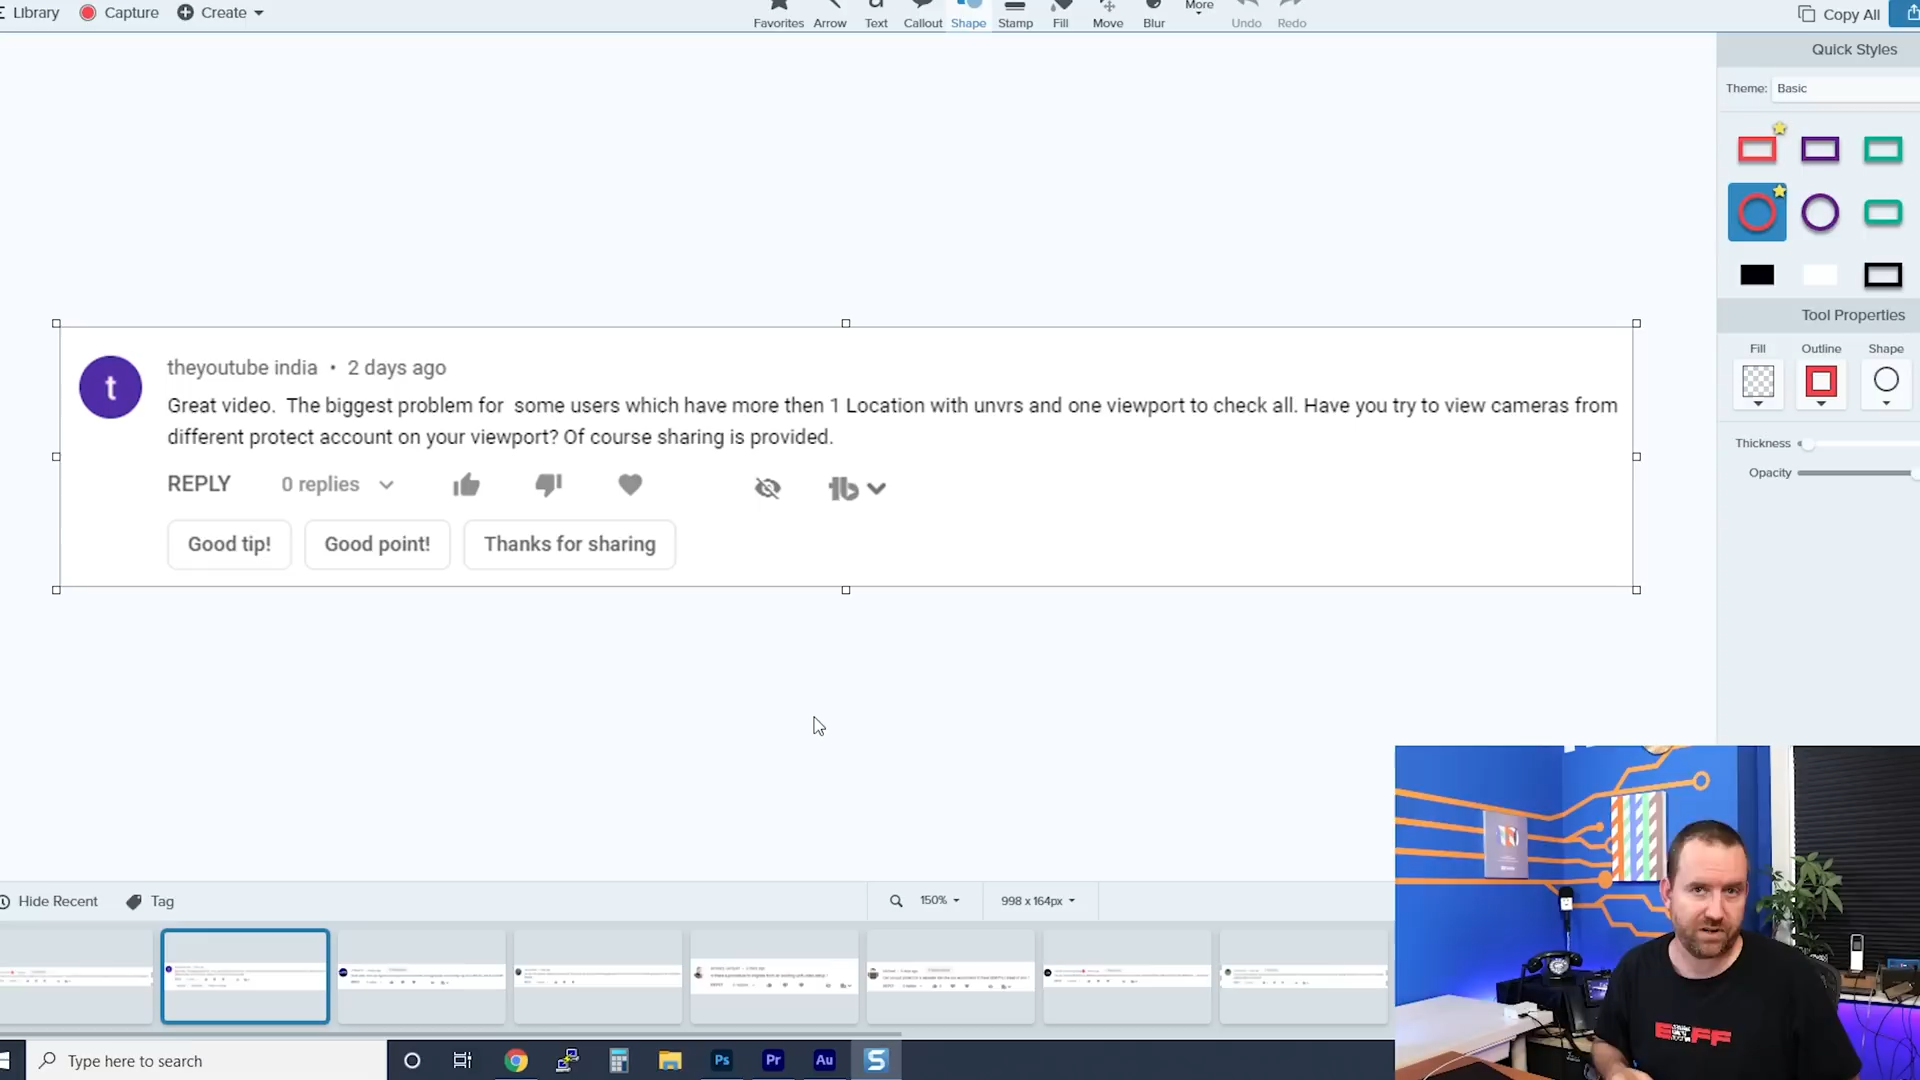 Library
Capture
Create
Favorites
Arrow
Text
Callout
Shape
Stamp
Fill
Move
Blur
More
Undo
Redo
Copy All
Quick Styles
Theme:
Basic
Tool Properties
Fill
Outline
Shape
Thickness
Opacity
t
theyoutube india • 2 days ago
Great video.  The biggest problem for  some users which have more then 1 Location with unvrs and one viewport to check all. Have you try to view cameras from
different protect account on your viewport? Of course sharing is provided.
REPLY
0 replies
Good tip!
Good point!
Thanks for sharing
Hide Recent
Tag
150%
998 x 164px
Type here to search
Ps
Pr
Au
S